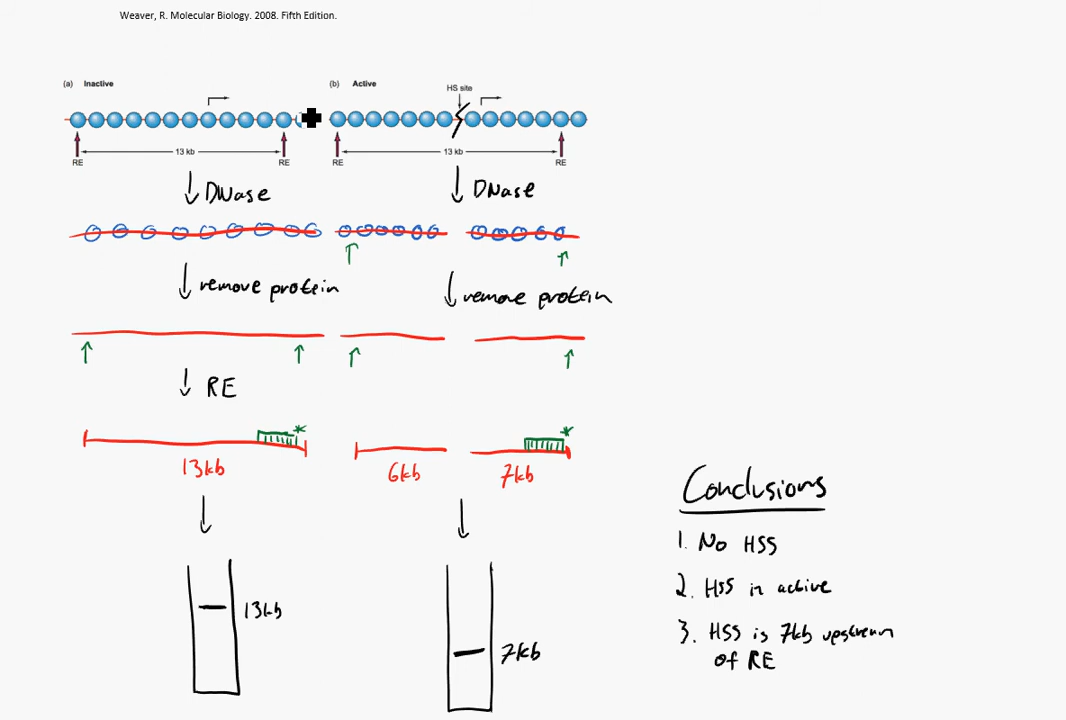 Weaver, R. Molecular Biology. 2008. Fifth Edition.
(a) Inactive
(b) Active
HS site
13 kb
13 kb
RE
RE
RE
RE
DNase
DNase
remove protein
remove protein
RE
*
*
13kb
6kb
7kb
13kb
7kb
Conclusions
1. No HSS
2. HSS in active
3. HSS is 7kb upstream
of RE